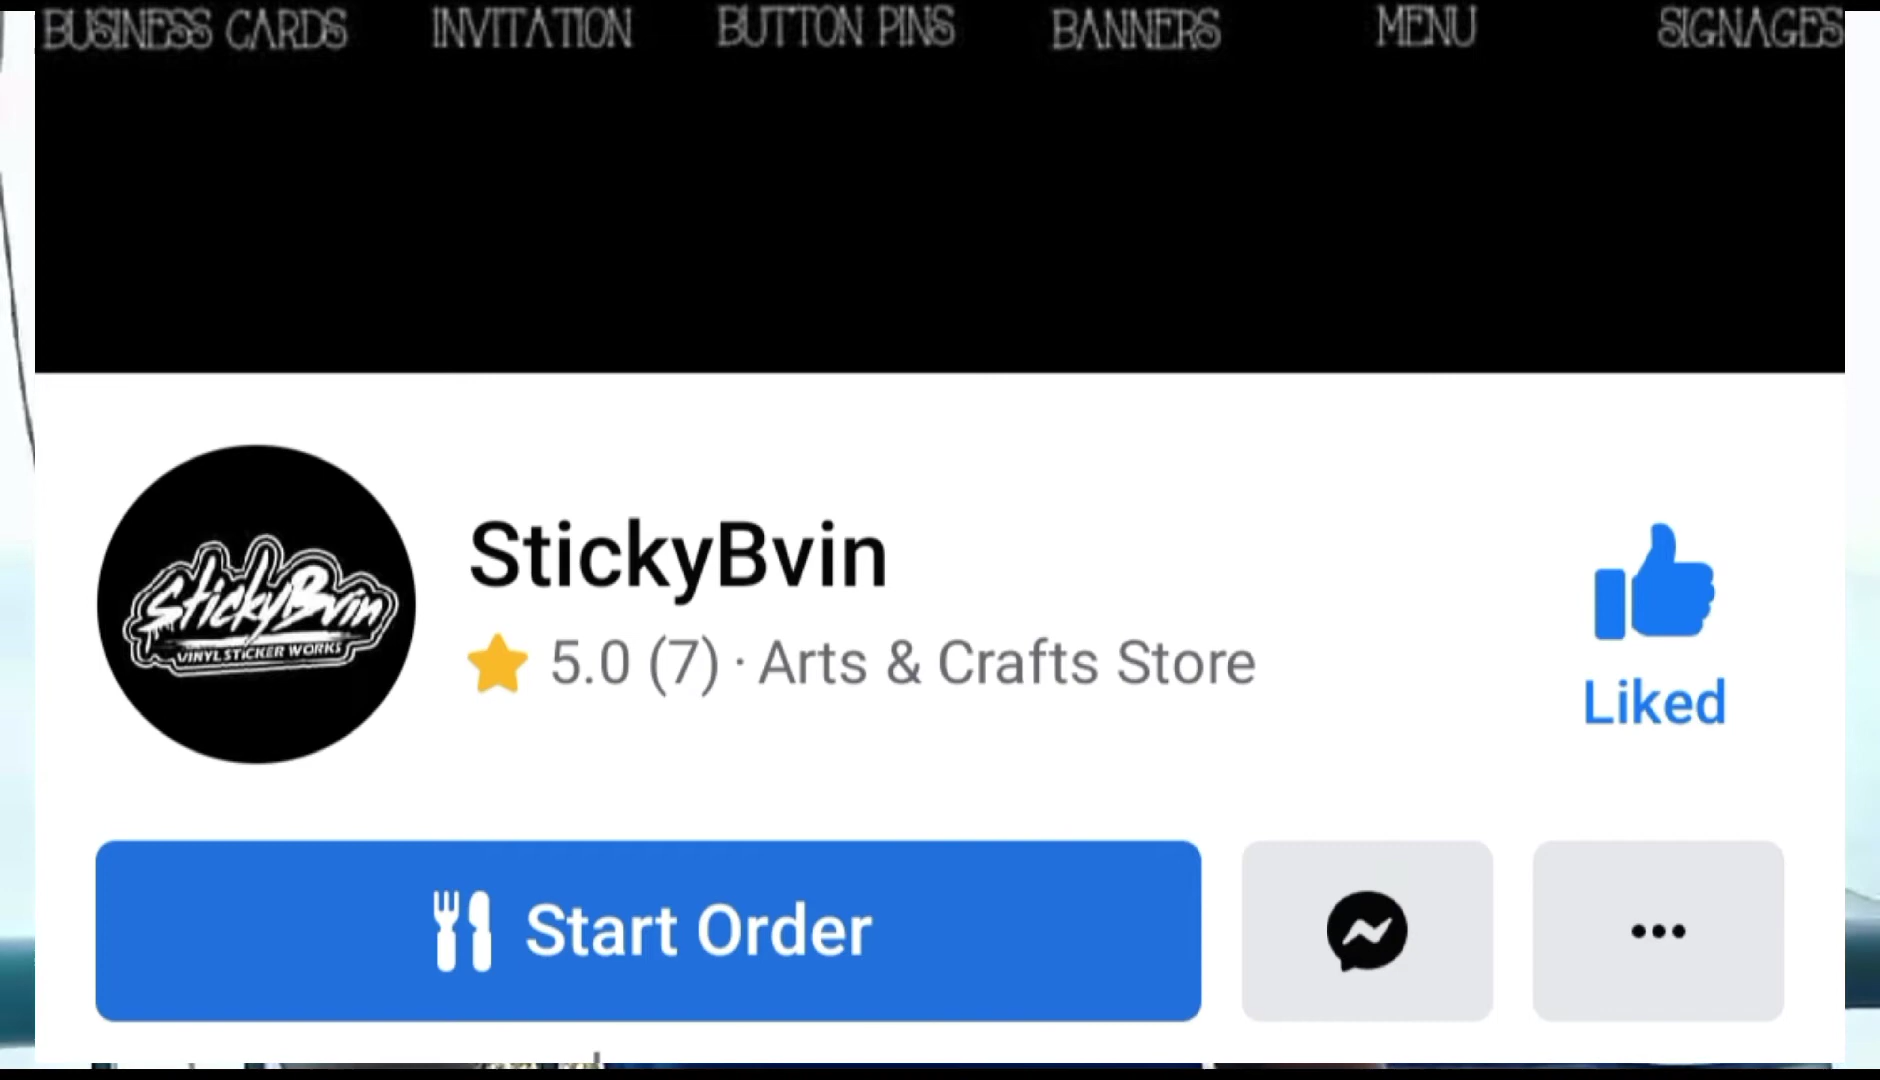 BUSINESS CARDS INVITATION BUTTON PINS BANNERS MENU SIGNAGES
StickyBvin
VINYL STICKER WORKS
StickyBvin
5.0 (7) · Arts & Crafts Store
Liked
Start Order